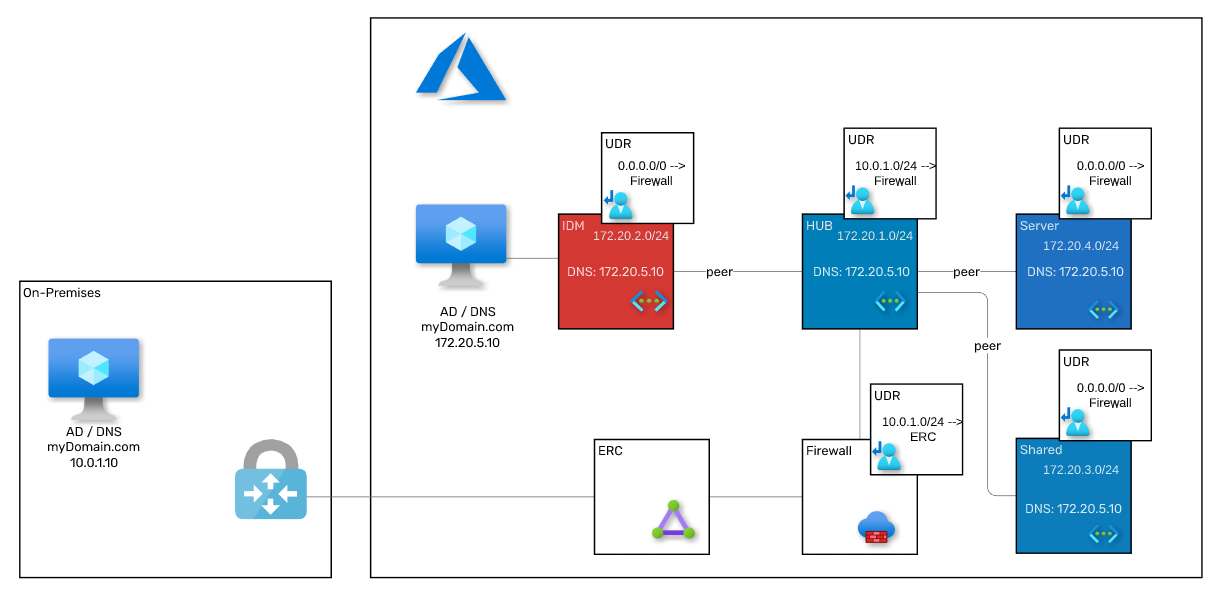 UDR
0.0.0.0/0 -->
Firewall
UDR
10.0.1.0/24 -->
Firewall
UDR
0.0.0.0/0 -->
Firewall
IDM
172.20.2.0/24
DNS: 172.20.5.10
peer
HUB
172.20.1.0/24
DNS: 172.20.5.10
peer
Server
172.20.4.0/24
DNS: 172.20.5.10
AD / DNS
myDomain.com
172.20.5.10
peer
On-Premises
AD / DNS
myDomain.com
10.0.1.10
ERC
Firewall
UDR
10.0.1.0/24 -->
ERC
UDR
0.0.0.0/0 -->
Firewall
Shared
172.20.3.0/24
DNS: 172.20.5.10